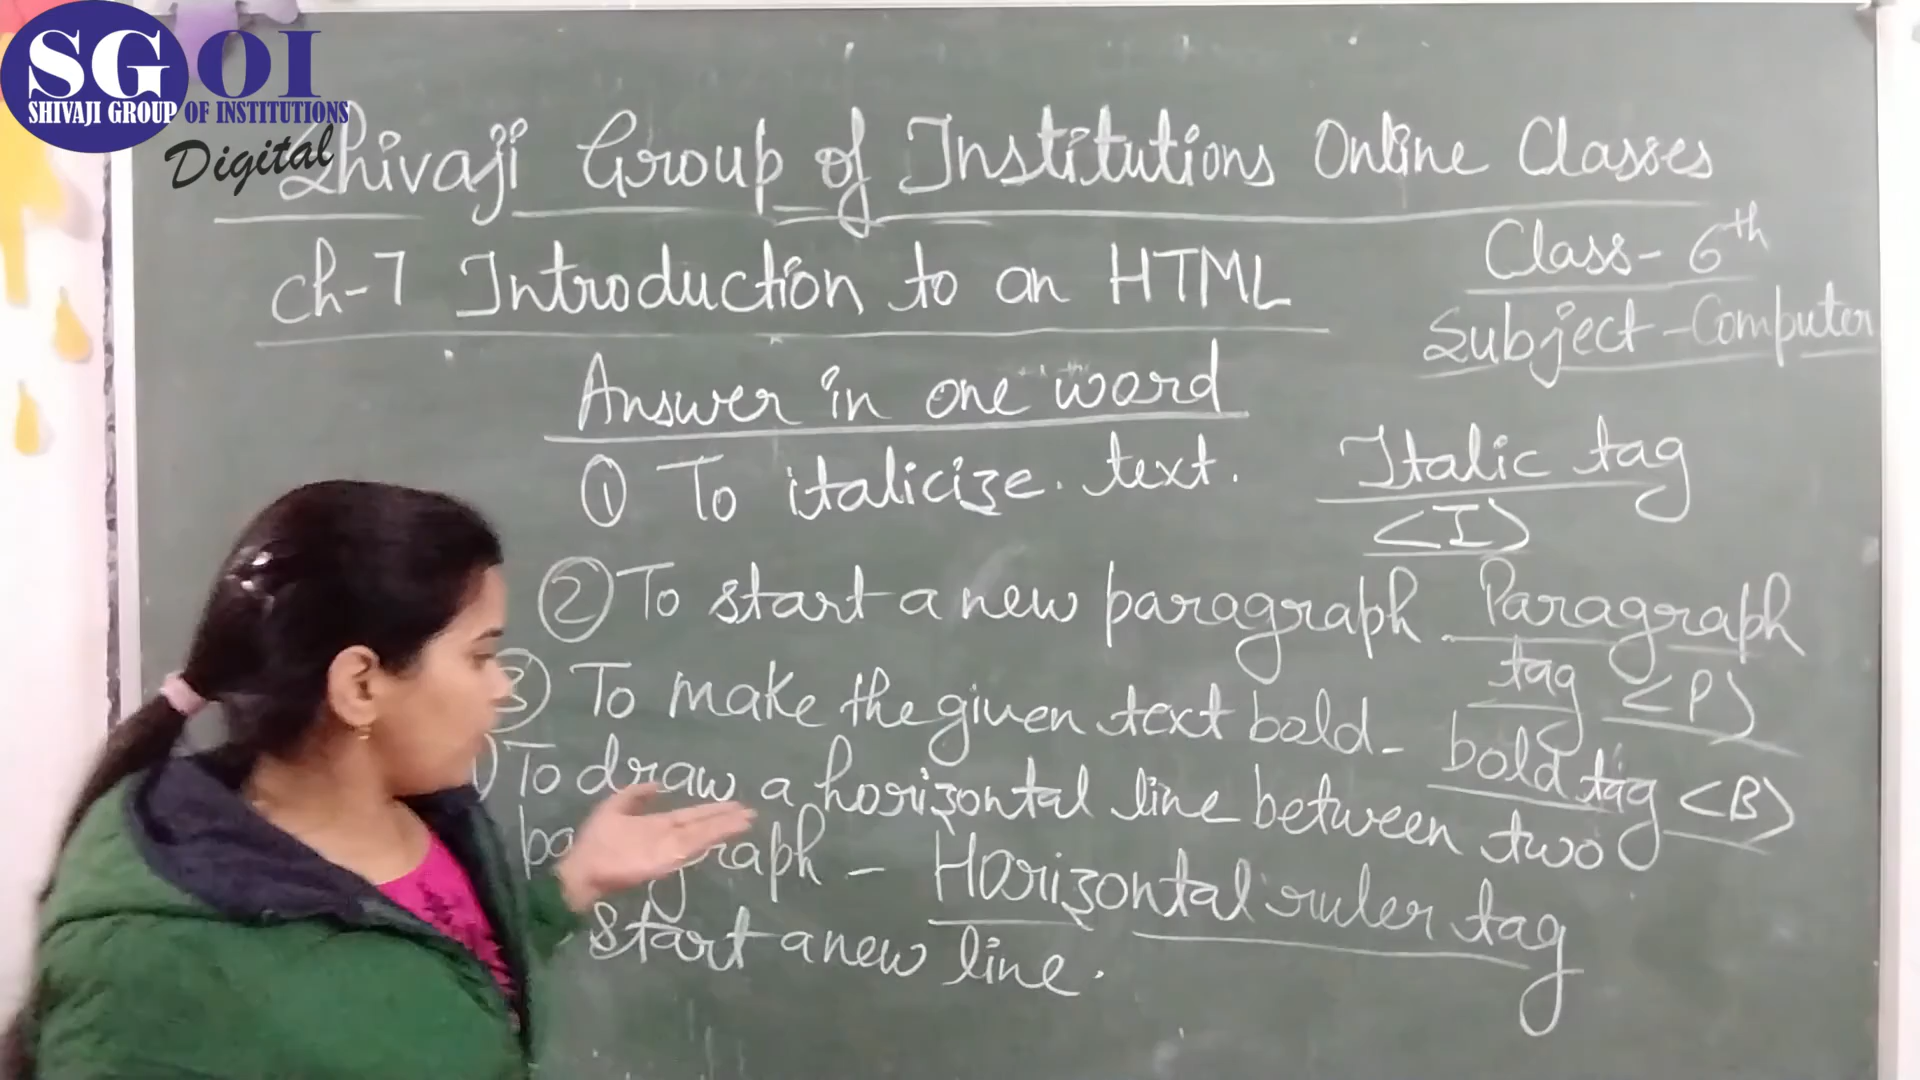 SGOI
SHIVAJI GROUP OF INSTITUTIONS
Digital
Shivaji Group of Institutions Online Classes
Class- 6th
ch-7 Introduction to an HTML
Subject - Computer
Answer in one word
① To italicize. text. Italic tag
<I>
② To start a new paragraph Paragraph
tag <P>
③ To make the given text bold- bold tag <B>
To draw a horizontal line between two
paragraph - Horizontal ruler tag
start a new line.